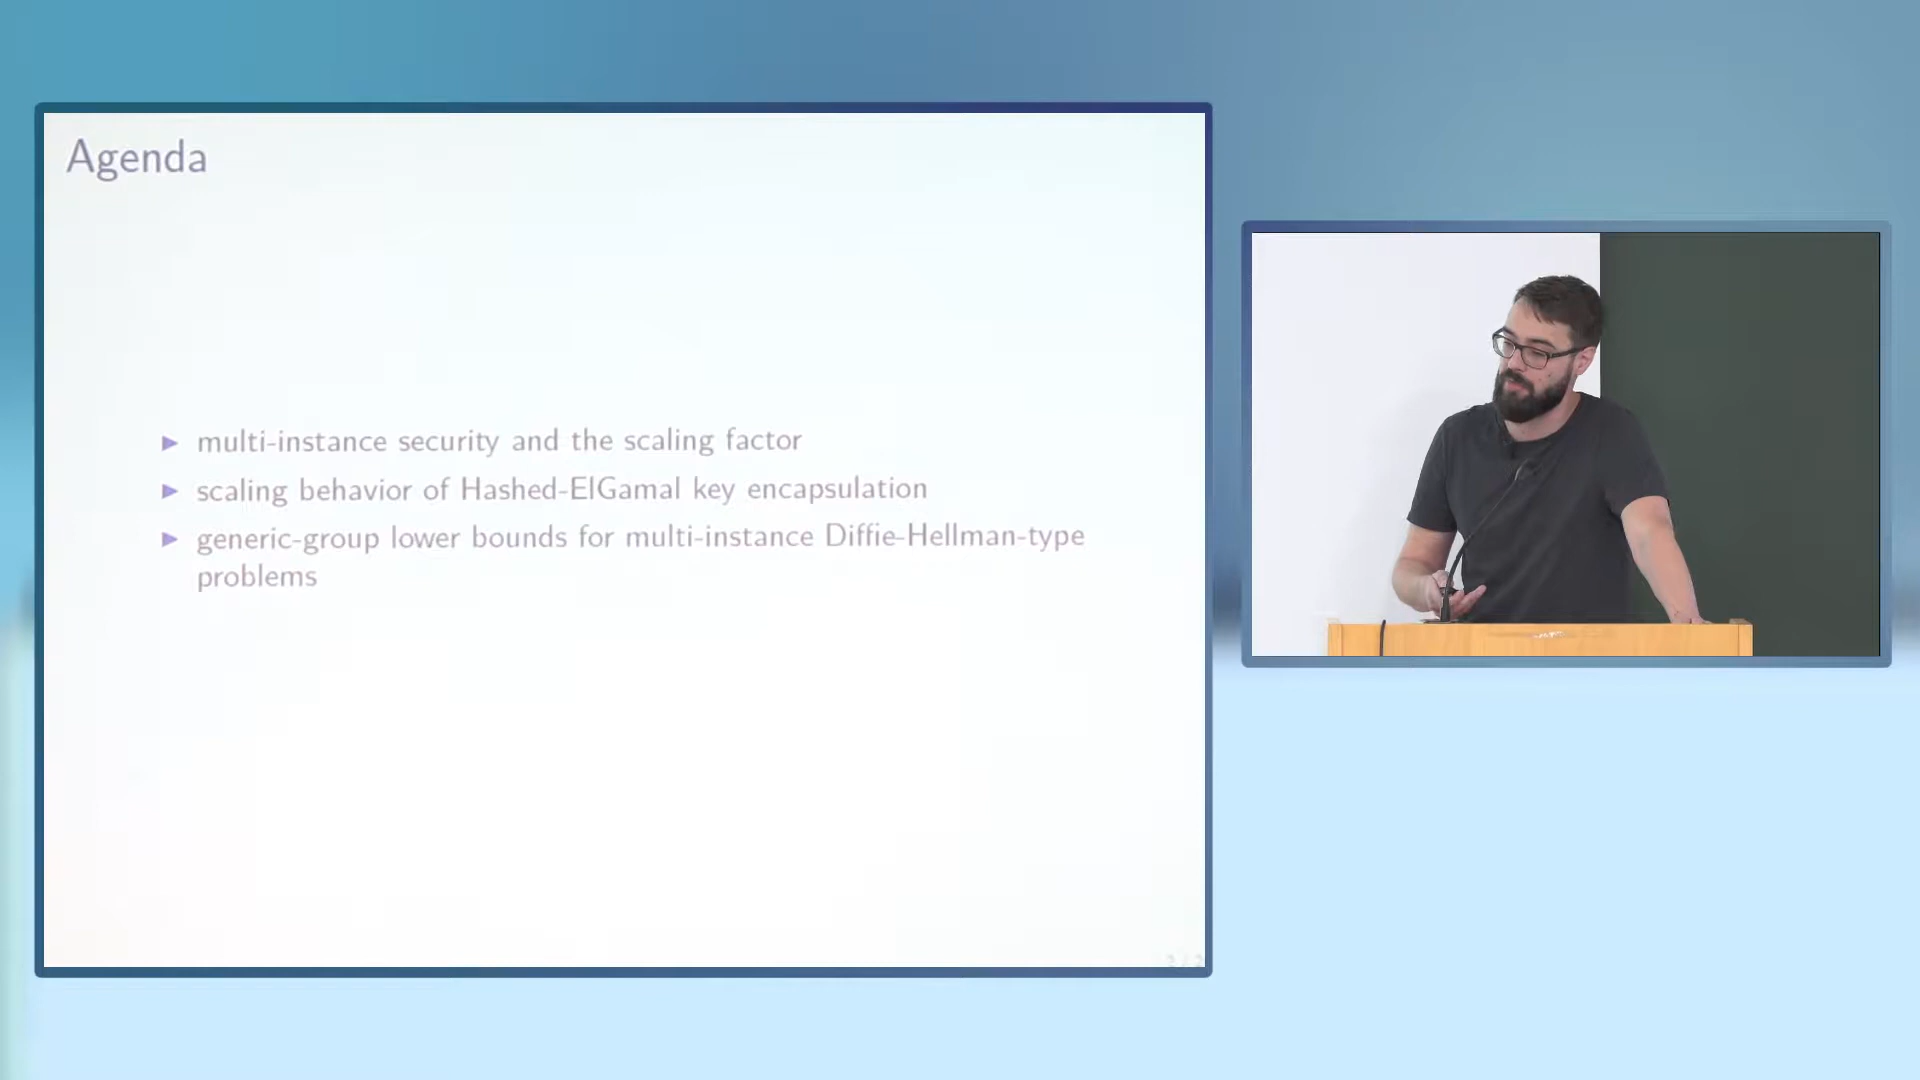 Agenda
multi-instance security and the scaling factor
scaling behavior of Hashed-ElGamal key encapsulation
generic-group lower bounds for multi-instance Diffie-Hellman-type
problems